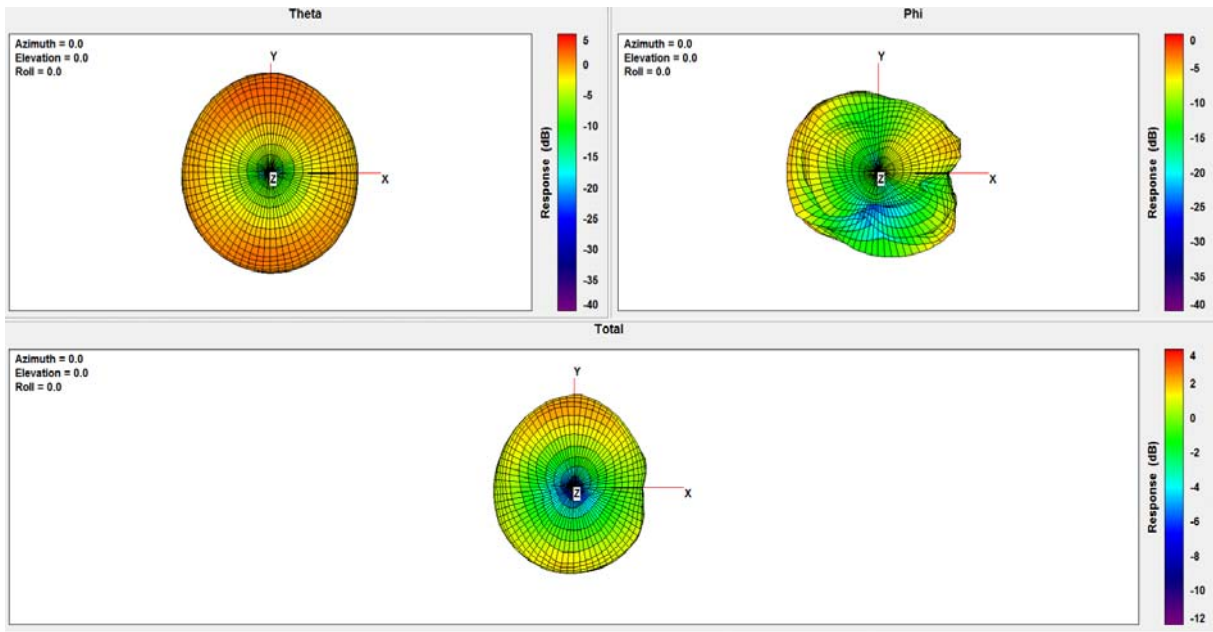 Theta
Azimuth = 0.0
Elevation = 0.0
Roll = 0.0
Y
X
Z
Response (dB)
5
0
-5
-10
-15
-20
-25
-30
-35
-40
Phi
Azimuth = 0.0
Elevation = 0.0
Roll = 0.0
Y
X
Z
Response (dB)
0
-5
-10
-15
-20
-25
-30
-35
-40
Total
Azimuth = 0.0
Elevation = 0.0
Roll = 0.0
Y
X
Z
Response (dB)
4
2
0
-2
-4
-6
-8
-10
-12